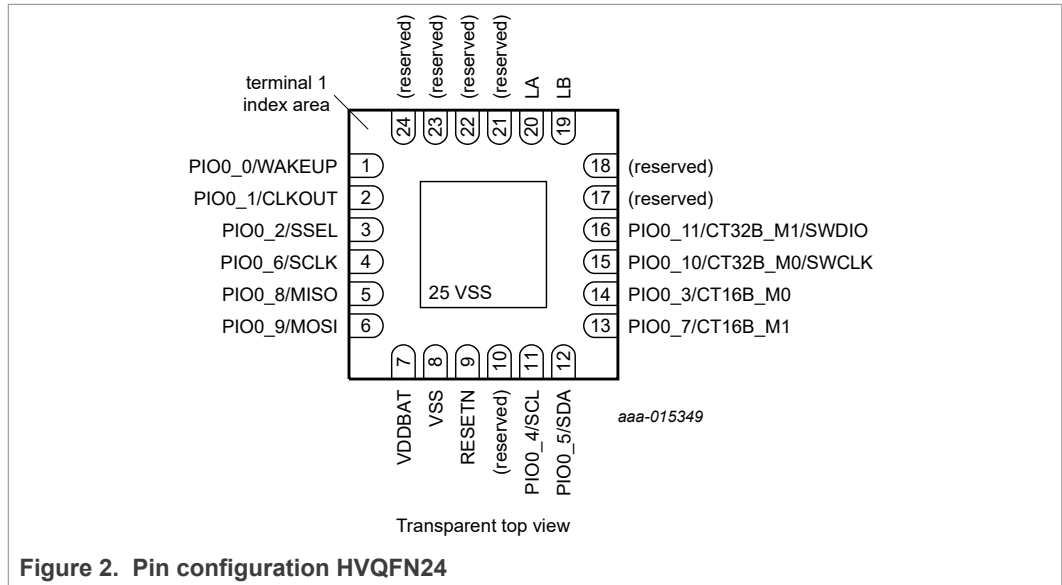 (reserved)
(reserved)
(reserved)
(reserved)
LA
LB
terminal 1
index area
24
23
22
21
20
19
PIO0_0/WAKEUP
1
18
(reserved)
PIO0_1/CLKOUT
2
17
(reserved)
PIO0_2/SSEL
3
16
PIO0_11/CT32B_M1/SWDIO
PIO0_6/SCLK
4
15
PIO0_10/CT32B_M0/SWCLK
PIO0_8/MISO
5
25 VSS
14
PIO0_3/CT16B_M0
PIO0_9/MOSI
6
13
PIO0_7/CT16B_M1
7
8
9
10
11
12
VDDBAT
VSS
RESETN
(reserved)
PIO0_4/SCL
PIO0_5/SDA
aaa-015349
Transparent top view
Figure 2. Pin configuration HVQFN24